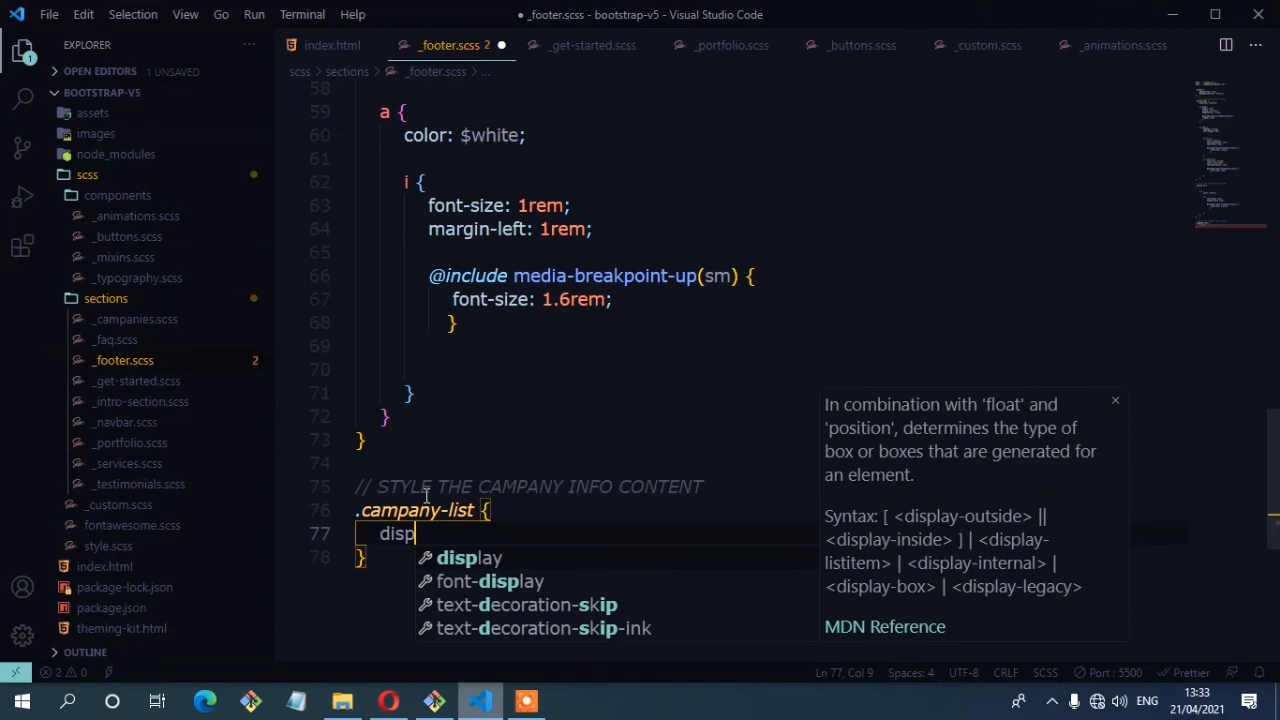 File Edit Selection View Go Run Terminal Help
● _footer.scss - bootstrap-v5 - Visual Studio Code
EXPLORER
index.html
_footer.scss 2
_get-started.scss
_portfolio.scss
_buttons.scss
_custom.scss
_animations.scss
OPEN EDITORS 1 UNSAVED
scss > sections > _footer.scss > ...
BOOTSTRAP-V5
assets
images
node_modules
scss
components
_animations.scss
_buttons.scss
_mixins.scss
_typography.scss
sections
_campanies.scss
_faq.scss
_footer.scss 2
_get-started.scss
_intro-section.scss
_navbar.scss
_portfolio.scss
_services.scss
_testimonials.scss
_custom.scss
fontawesome.scss
style.scss
index.html
package-lock.json
package.json
theming-kit.html
OUTLINE
58
59 a {
60 color: $white;
61
62 i {
63 font-size: 1rem;
64 margin-left: 1rem;
65
66 @include media-breakpoint-up(sm) {
67 font-size: 1.6rem;
68 }
69
70
71 }
72 }
73 }
74
75 // STYLE THE CAMPANY INFO CONTENT
76 .campany-list {
77 disp
78 }
display
font-display
text-decoration-skip
text-decoration-skip-ink
In combination with 'float' and
'position', determines the type of
box or boxes that are generated for
an element.
Syntax: [ <display-outside> ||
<display-inside> ] | <display-
listitem> | <display-internal> |
<display-box> | <display-legacy>
MDN Reference
1
2 0
Ln 77, Col 9 Spaces: 4 UTF-8 CRLF SCSS Port : 5500 Prettier
ENG
13:33
21/04/2021